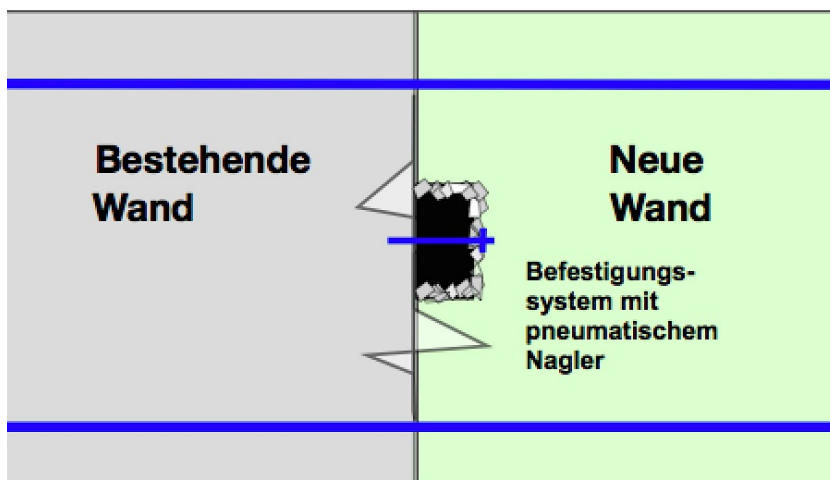 Bestehende
Wand
Neue
Wand
Befestigungs-
system mit
pneumatischem
Nagler